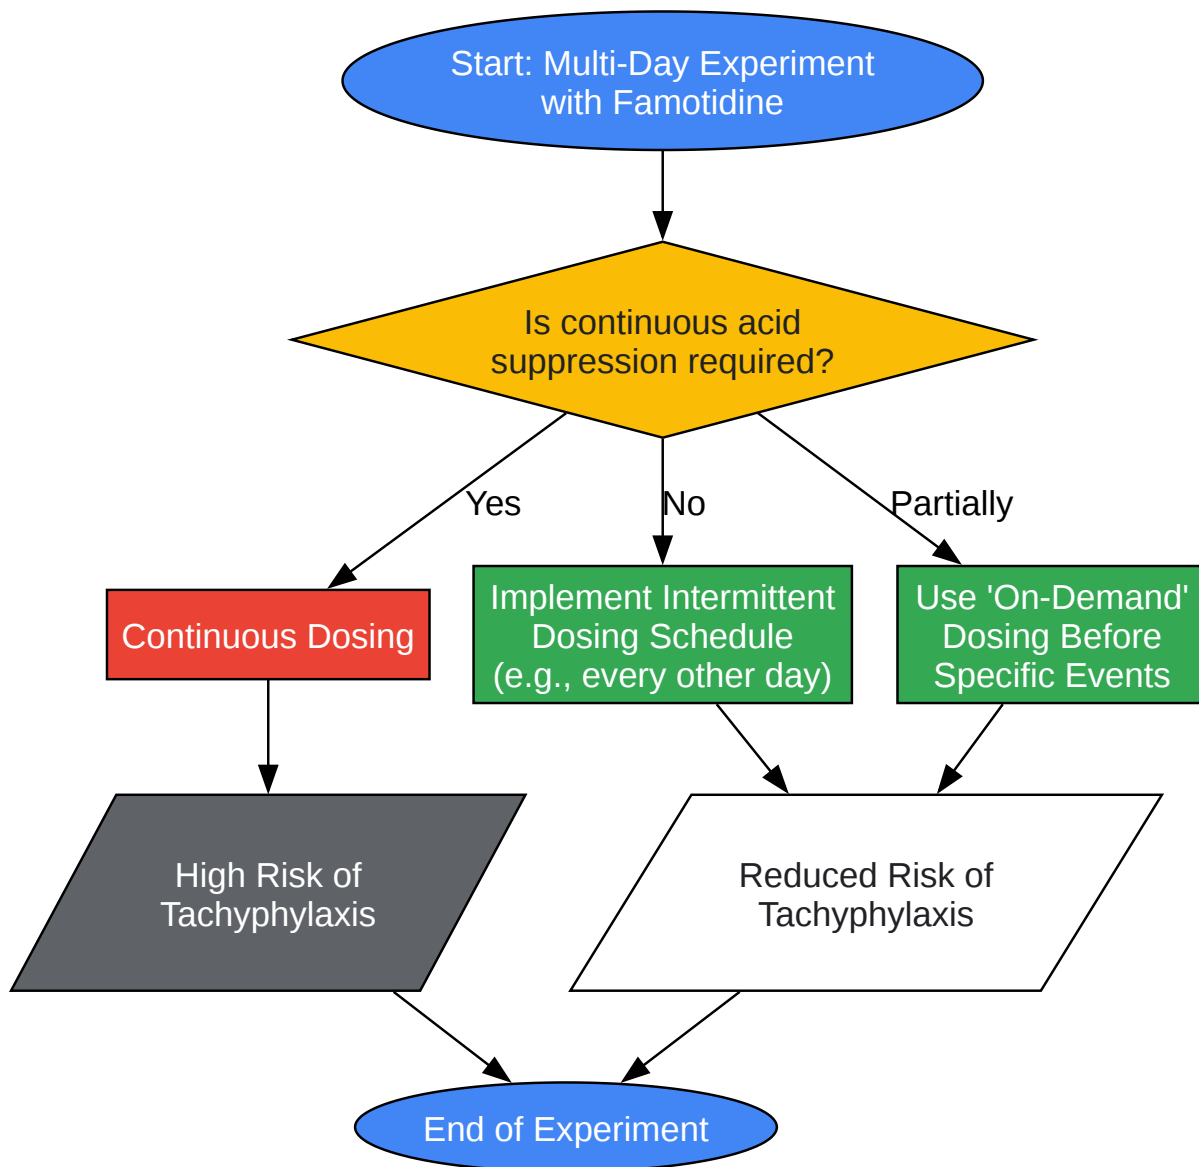 Start: Multi-Day Experiment
with Famotidine
Is continuous acid
suppression required?
Yes
No
Partially
Continuous Dosing
Implement Intermittent
Dosing Schedule
(e.g., every other day)
Use 'On-Demand'
Dosing Before
Specific Events
High Risk of
Tachyphylaxis
Reduced Risk of
Tachyphylaxis
End of Experiment